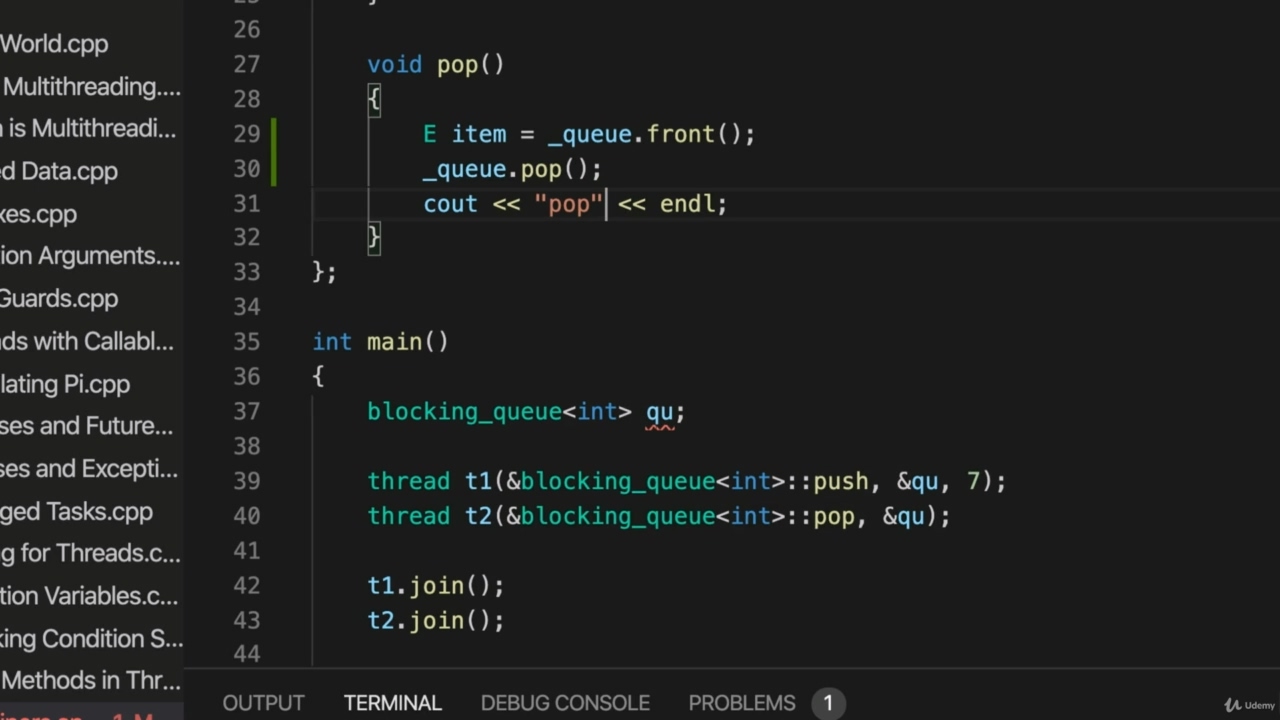 World.cpp
Multithreading....
is Multithreadi...
d Data.cpp
xes.cpp
ion Arguments....
Guards.cpp
ds with Callabl...
lating Pi.cpp
ses and Future...
ses and Excepti...
ged Tasks.cpp
g for Threads.c...
tion Variables.c...
king Condition S...
Methods in Thr...
26
27 void pop()
28 {
29 E item = _queue.front();
30 _queue.pop();
31 cout << "pop" << endl;
32 }
33 };
34
35 int main()
36 {
37 blocking_queue<int> qu;
38
39 thread t1(&blocking_queue<int>::push, &qu, 7);
40 thread t2(&blocking_queue<int>::pop, &qu);
41
42 t1.join();
43 t2.join();
44
OUTPUT TERMINAL DEBUG CONSOLE PROBLEMS 1
Udemy